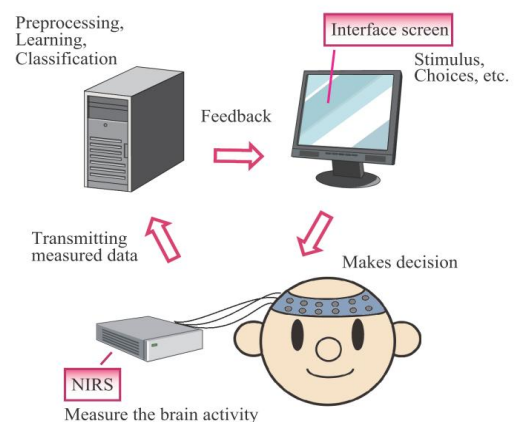 Preprocessing,
Learning,
Classification
Interface screen
Stimulus,
Choices, etc.
Feedback
Transmitting
measured data
Makes decision
NIRS
Measure the brain activity